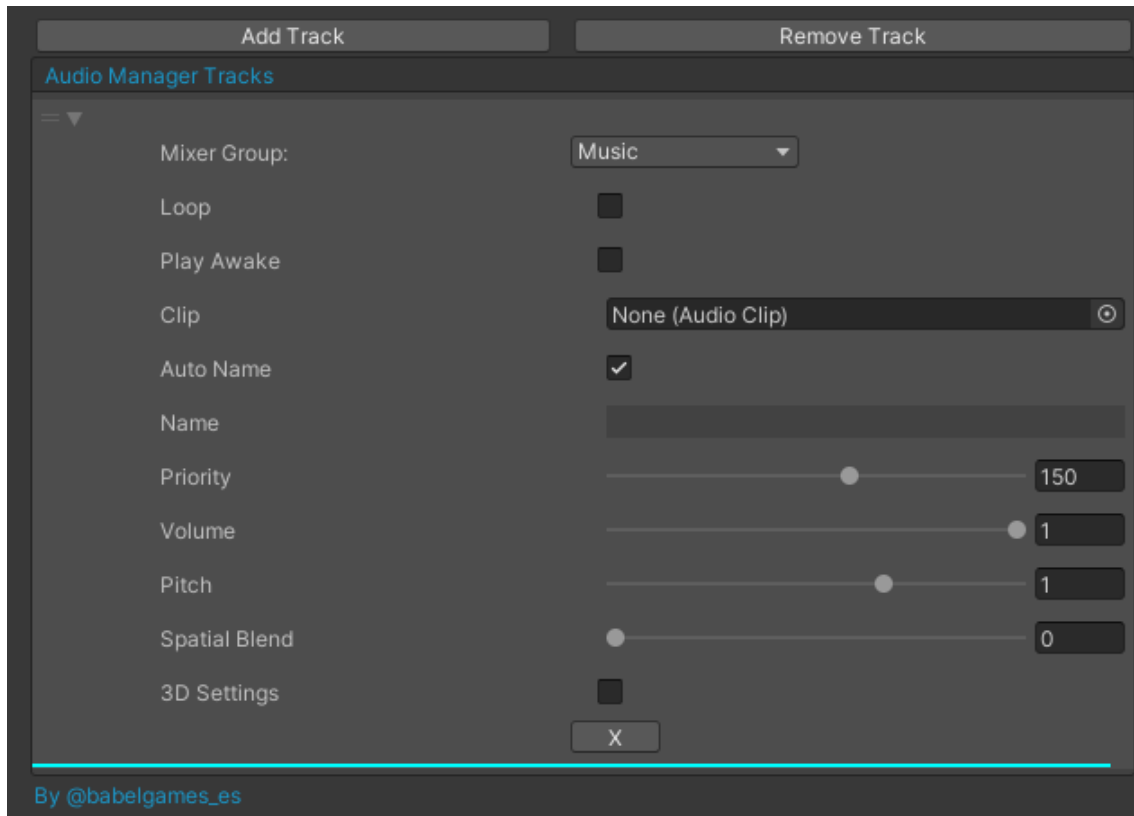 Add Track Remove Track
Audio Manager Tracks
Mixer Group: Music
Loop
Play Awake
Clip None (Audio Clip)
Auto Name
Name
Priority 150
Volume 1
Pitch 1
Spatial Blend 0
3D Settings
X
By @babelgames_es